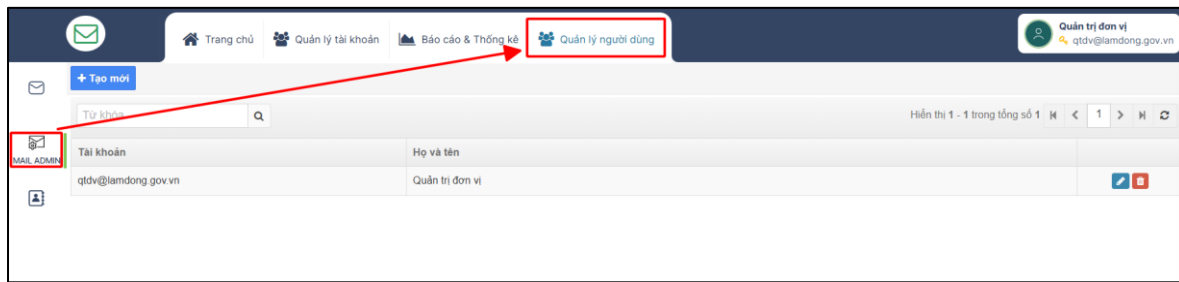 Trang chủ Quản lý tài khoản Báo cáo & Thống kê Quản lý người dùng
Quản trị đơn vị
qtdv@lamdong.gov.vn
+ Tạo mới
Từ khóa
Hiển thị 1 - 1 trong tổng số 1 1
MAIL ADMIN
Tài khoản Họ và tên
qtdv@lamdong.gov.vn Quản trị đơn vị